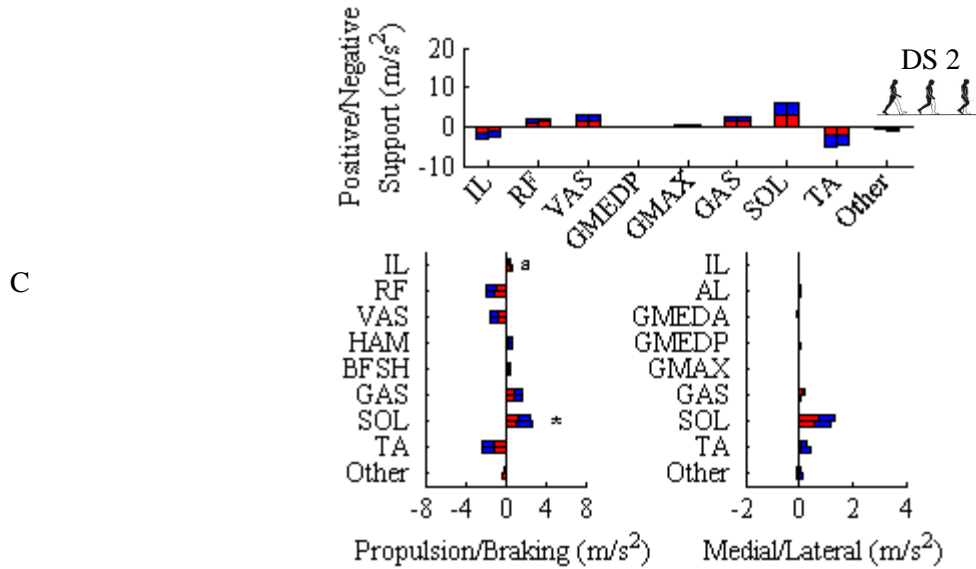 Positive/Negative
Support (m/s²)
20
10
0
-10
DS 2
IL
RF
VAS
GMEDP
GMAX
GAS
SOL
TA
Other
C
IL
RF
VAS
HAM
BFSH
GAS
SOL
TA
Other
a
*
-8 -4 0 4 8
Propulsion/Braking (m/s²)
IL
AL
GMEDA
GMEDP
GMAX
GAS
SOL
TA
Other
-2 0 2 4
Medial/Lateral (m/s²)